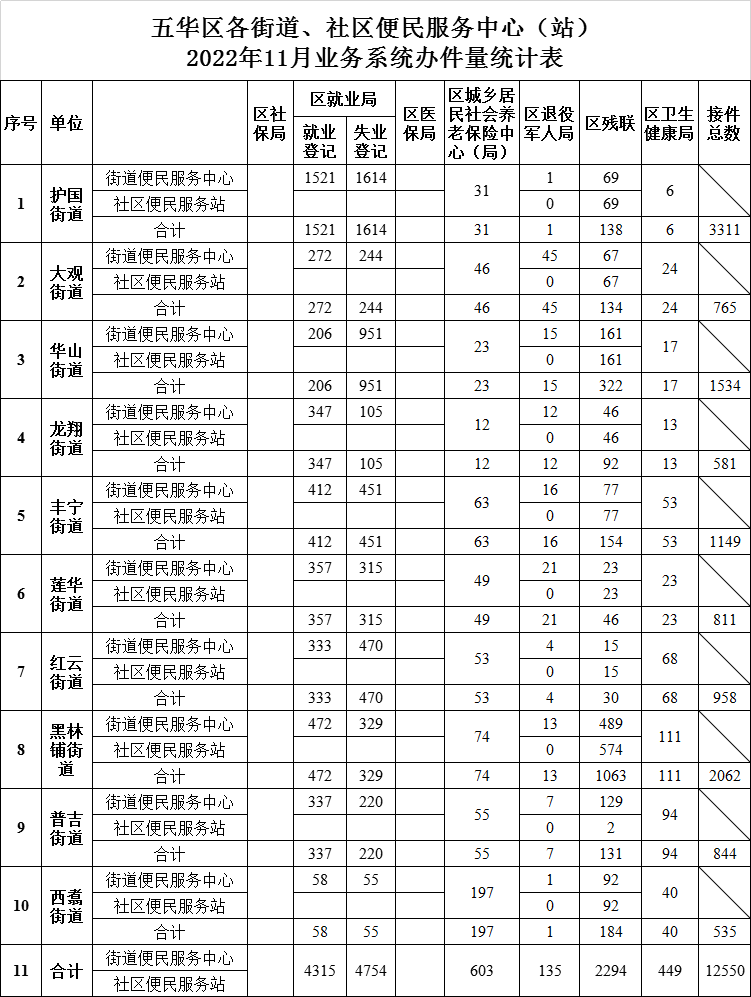 五华区各街道、社区便民服务中心（站）
2022年11月业务系统办件量统计表
序号 单位 区社保局 区就业局 区医保局 区城乡居民社会养老保险中心（局） 区退役军人局 区残联 区卫生健康局 接件总数
就业登记 失业登记
1 护国街道 街道便民服务中心 1521 1614 31 1 69 6
社区便民服务站 0 69
合计 1521 1614 31 1 138 6 3311
2 大观街道 街道便民服务中心 272 244 46 45 67 24
社区便民服务站 0 67
合计 272 244 46 45 134 24 765
3 华山街道 街道便民服务中心 206 951 23 15 161 17
社区便民服务站 0 161
合计 206 951 23 15 322 17 1534
4 龙翔街道 街道便民服务中心 347 105 12 12 46 13
社区便民服务站 0 46
合计 347 105 12 12 92 13 581
5 丰宁街道 街道便民服务中心 412 451 63 16 77 53
社区便民服务站 0 77
合计 412 451 63 16 154 53 1149
6 莲华街道 街道便民服务中心 357 315 49 21 23 23
社区便民服务站 0 23
合计 357 315 49 21 46 23 811
7 红云街道 街道便民服务中心 333 470 53 4 15 68
社区便民服务站 0 15
合计 333 470 53 4 30 68 958
8 黑林铺街道 街道便民服务中心 472 329 74 13 489 111
社区便民服务站 0 574
合计 472 329 74 13 1063 111 2062
9 普吉街道 街道便民服务中心 337 220 55 7 129 94
社区便民服务站 0 2
合计 337 220 55 7 131 94 844
10 西翥街道 街道便民服务中心 58 55 197 1 92 40
社区便民服务站 0 92
合计 58 55 197 1 184 40 535
11 合计 街道便民服务中心 4315 4754 603 135 2294 449 12550
社区便民服务站